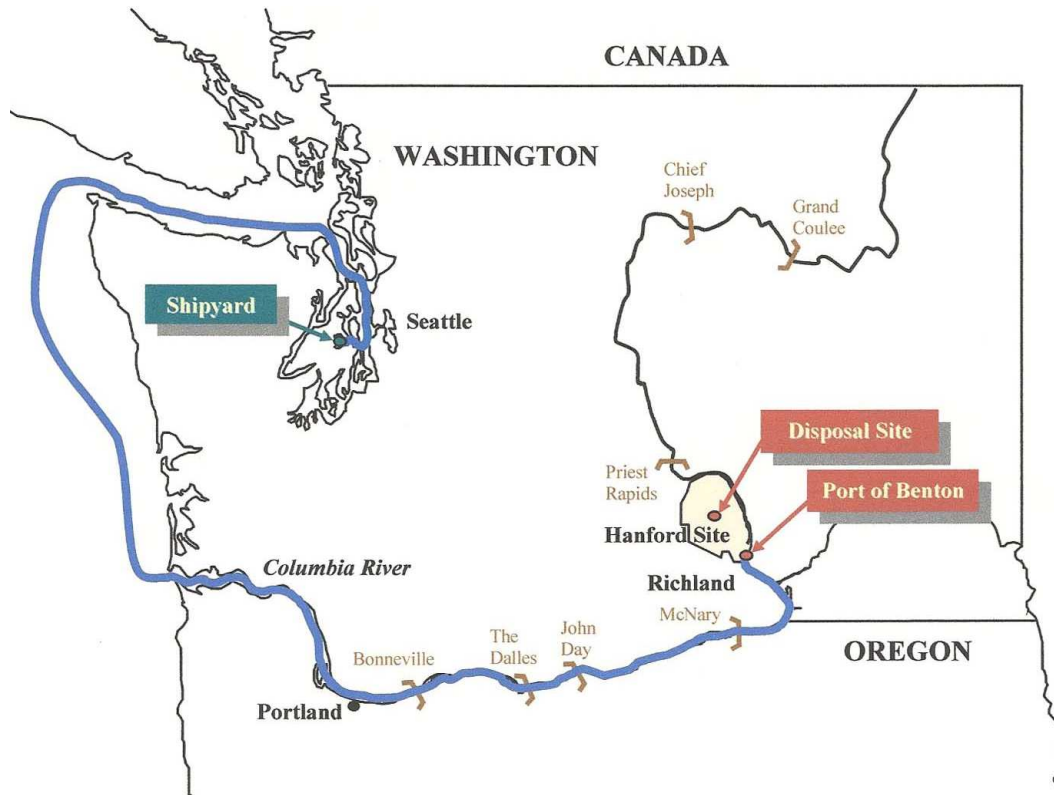 CANADA
WASHINGTON
Chief
Joseph
Grand
Coulee
Shipyard
Seattle
Disposal Site
Priest
Rapids
Port of Benton
Hanford Site
Columbia River
Richland
McNary
John
Day
The
Dalles
Bonneville
OREGON
Portland